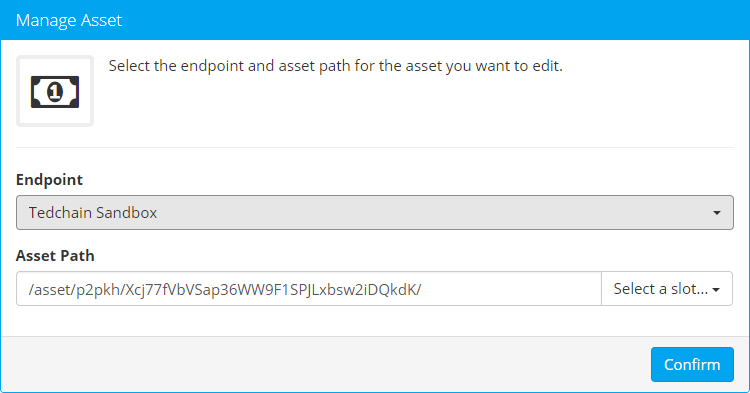 Manage Asset
1
Select the endpoint and asset path for the asset you want to edit.
Endpoint
Tedchain Sandbox
Asset Path
/asset/p2pkh/Xcj77fVbVSap36WW9F1SPJLxbsw2iDQkdK/
Select a slot...
Confirm